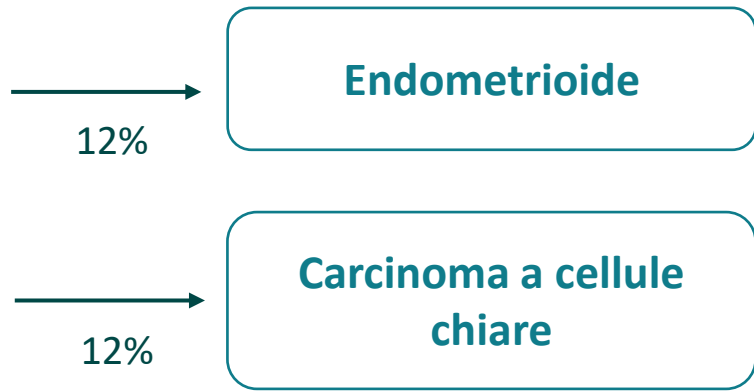 Endometrioide
12%
Carcinoma a cellule
chiare
12%